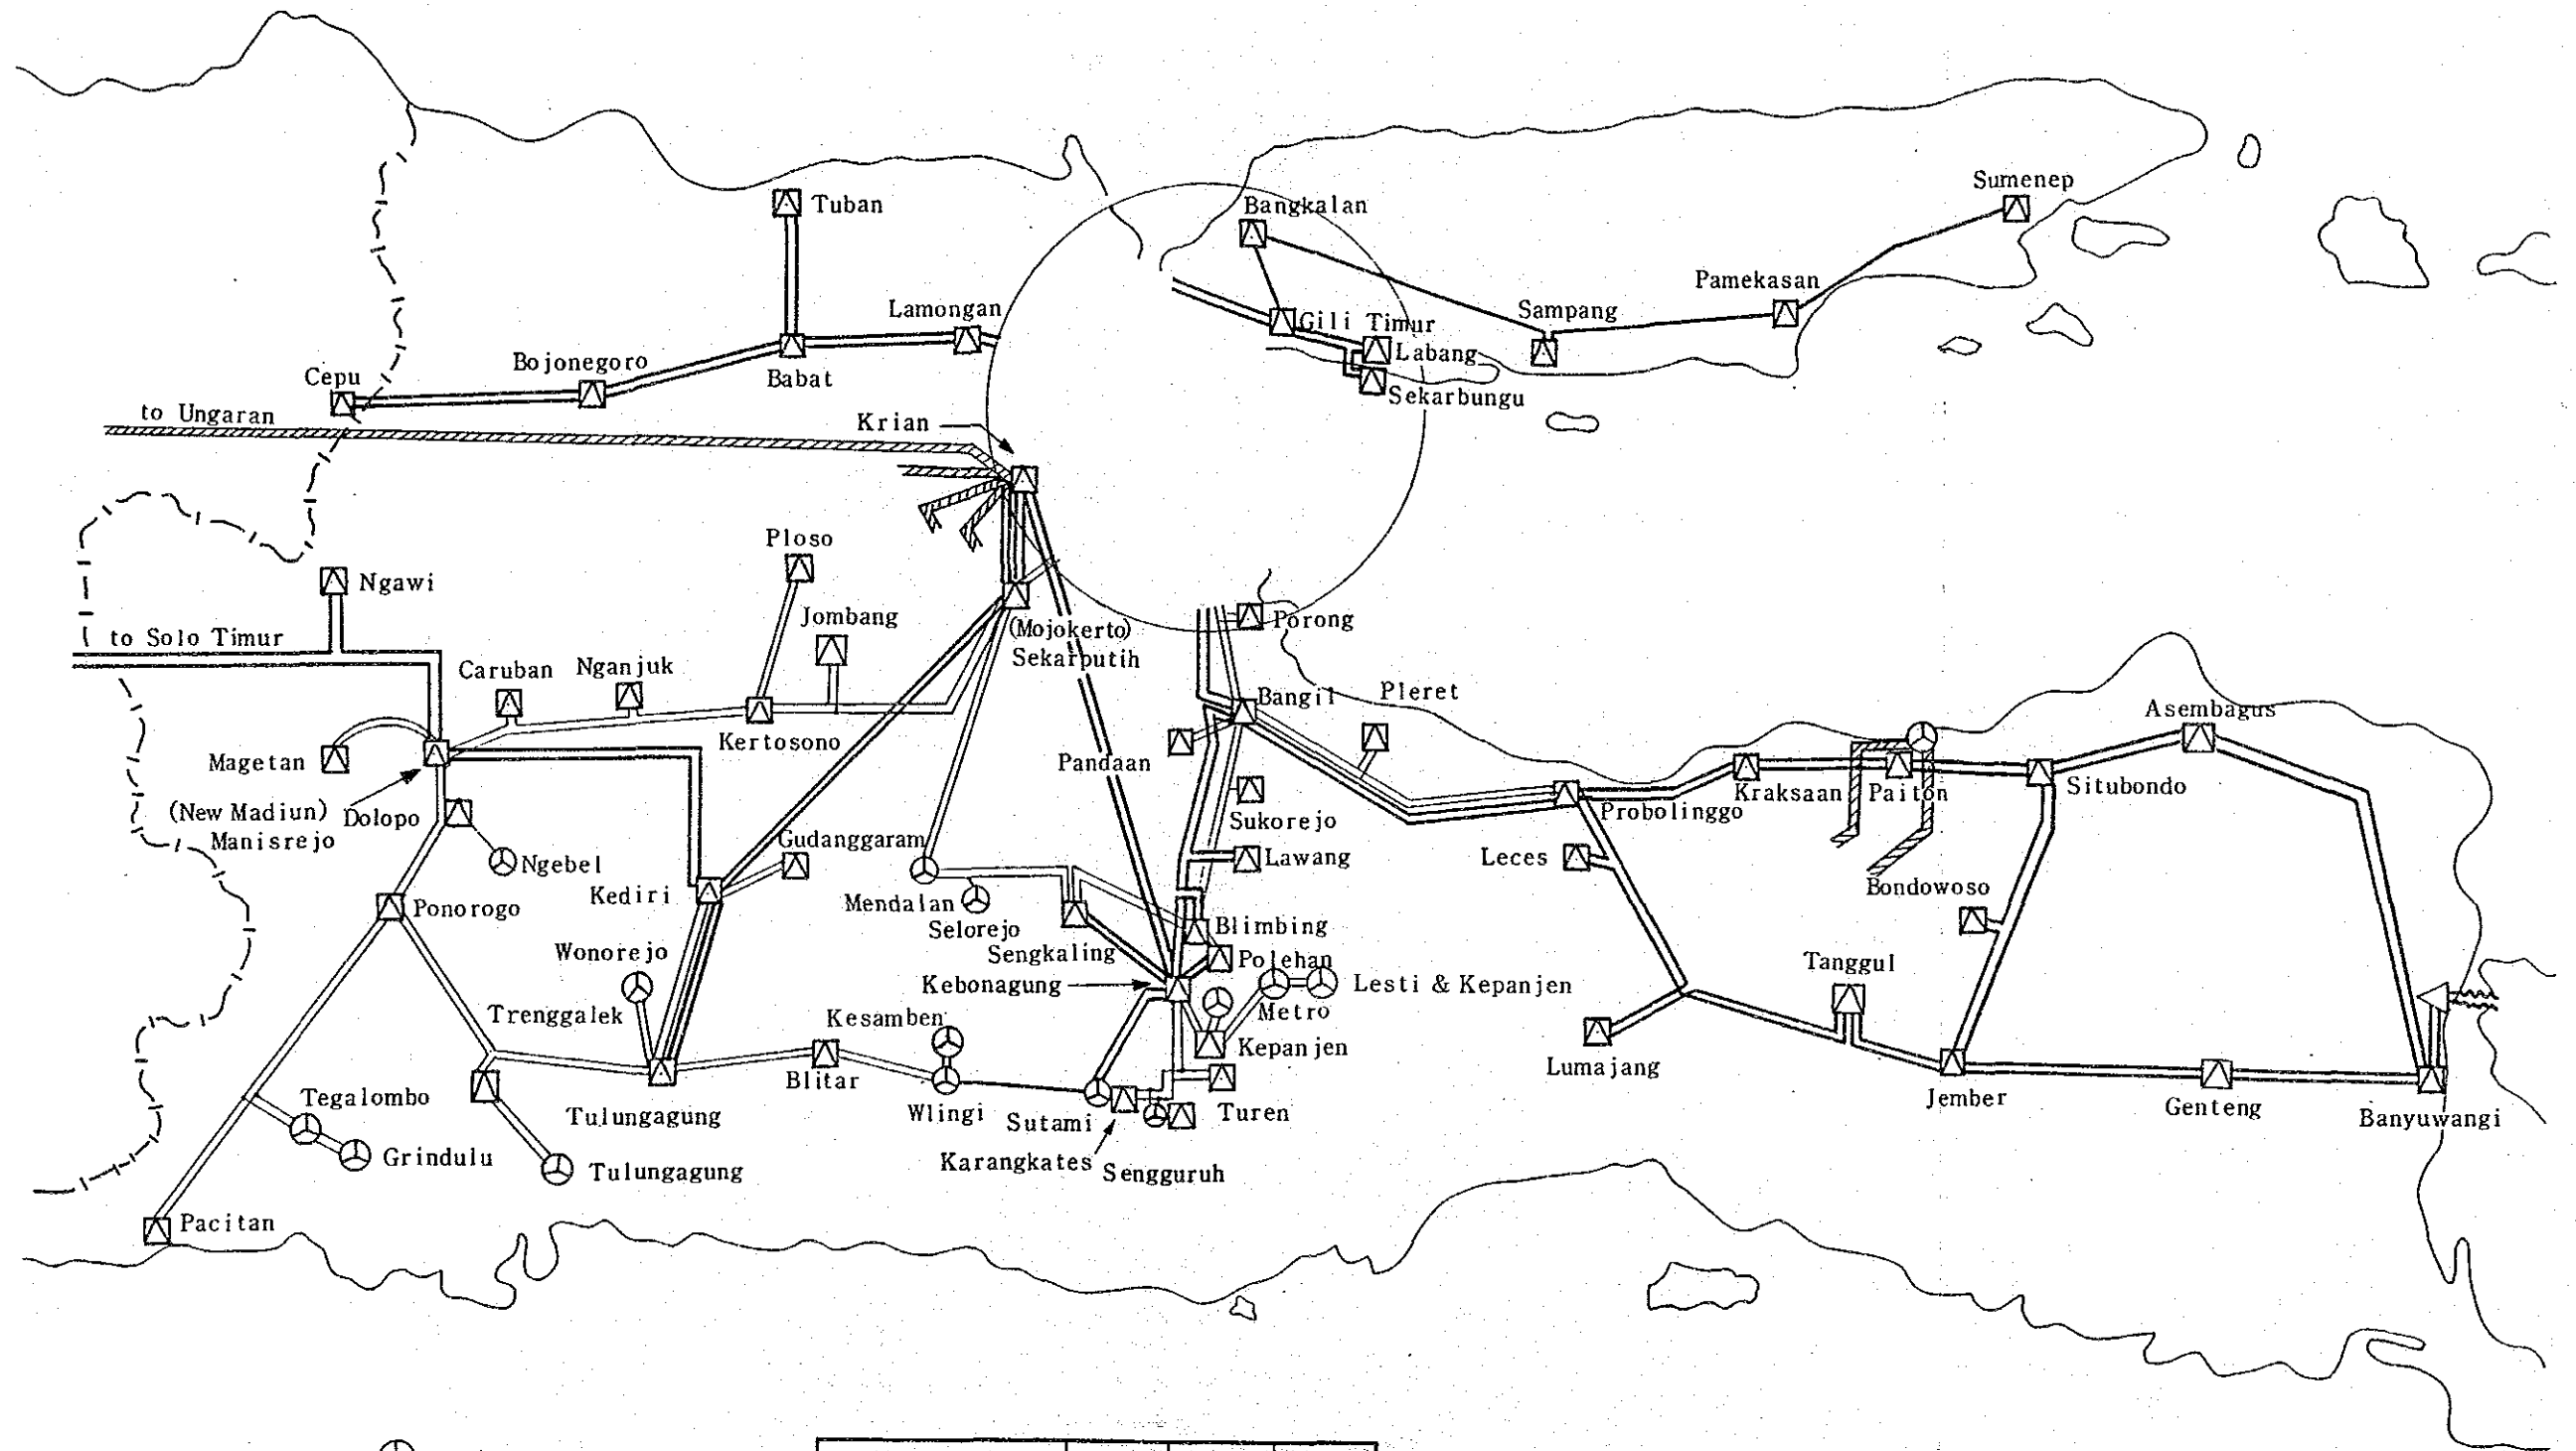 Sumenep
Tuban
Bangkalan
Pamekasan
Lamongan
Sampang
Gili Timur
Bojonegoro
Labang
Cepu
Babat
Sekarbungu
to Ungaran
Krian
Ploso
Ngawi
Jombang
Porong
(Mojokerto)
Sekarputih
to Solo Timur
Caruban
Nganjuk
Bangil
Pleret
Asembagus
Kertosono
Magetan
Pandaan
Situbondo
Kraksaan
Paiton
(New Madiun)
Manisrejo
Dolopo
Probolinggo
Sukorejo
Gudanggaram
Lawang
Leces
Ngebel
Bondowoso
Kediri
Mendalan
Ponorogo
Selorejo
Blimbing
Wonorejo
Sengkaling
Polehan
Tanggul
Kebonagung
Lesti & Kepanjen
Trenggalek
Kesamben
Metro
Kepanjen
Lumajang
Blitar
Tegalombo
Jember
Genteng
Tulungagung
Wlingi
Sutami
Turen
Banyuwangi
Grindulu
Karangkates
Sengguruh
Tulungagung
Pacitan